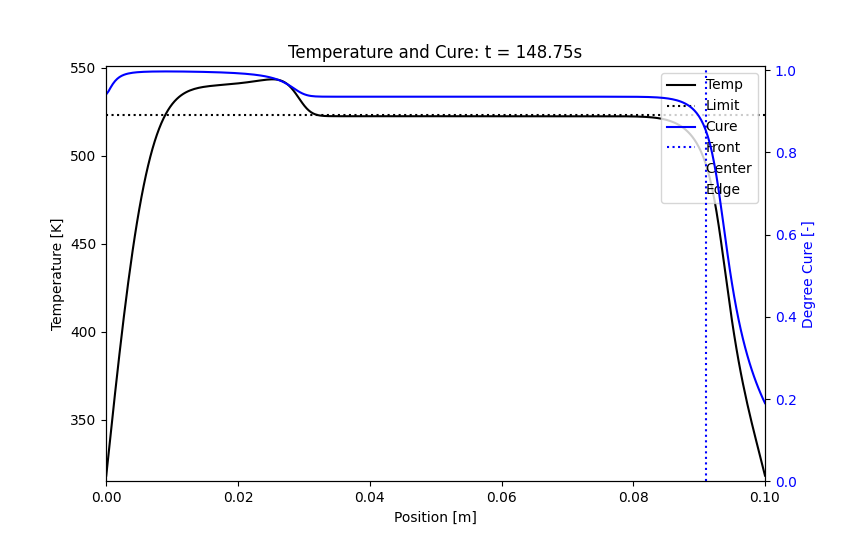 Temperature and Cure: t = 148.75s
550
500
450
400
350
Temperature [K]
1.0
0.8
0.6
0.4
0.2
0.0
Degree Cure [-]
Temp
Limit
Cure
Front
Center
Edge
0.00
0.02
0.04
0.06
0.08
0.10
Position [m]